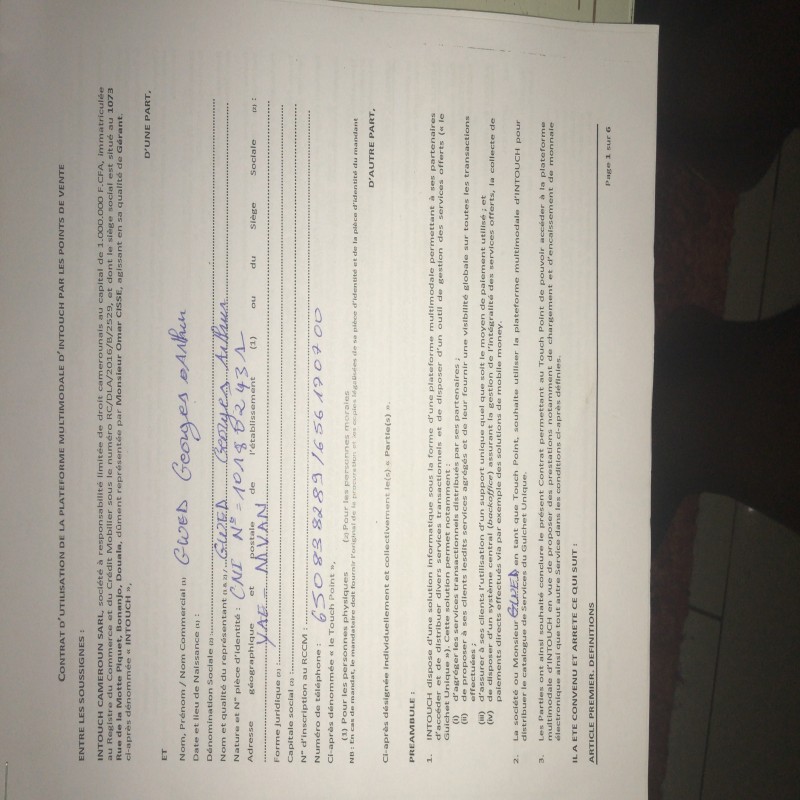 CONTRAT D'UTILISATION DE LA PLATEFORME MULTIMODALE D'INTOUCH PAR LES POINTS DE VENTE
ENTRE LES SOUSSIGNES :
INTOUCH CAMEROUN SARL, société à responsabilité limitée de droit camerounais au capital de 1.000.000 F.CFA, immatriculée
au Registre du Commerce et du Crédit Mobilier sous le numéro RC/DLA/2016/B/2529, et dont le siège social est situé au 1073
Rue de la Motte Piquet, Bonanjo, Douala, dûment représentée par Monsieur Omar CISSE, agissant en sa qualité de Gérant.
ci-après dénommée « INTOUCH »,
D'UNE PART,
ET
Nom, Prénom / Nom Commercial (1) GWED Georges Arthur
Date et lieu de Naissance (1) :
Dénomination Sociale (2)
Nom et qualité du représentant GWED Georges Arthur
Nature et N° pièce d'identité : CNI N° = 101882431
Adresse géographique et postale de l'établissement (1) ou du Siège Sociale (2) :
YDE - MVAN
Forme juridique (2) :
Capitale social (2) :
N° d'inscription au RCCM :
Numéro de téléphone : 650838289/656190700
Ci-après dénommée « le Touch Point »,
(1) Pour les personnes physiques (2) Pour les personnes morales
NB : En cas de mandat, le mandataire doit fournir l'original de la procuration et les copies légalisées de sa pièce d'identité et de la pièce d'identité du mandant
D'AUTRE PART,
Ci-après désignée individuellement et collectivement le(s) « Partie(s) ».
PREAMBULE :
1. INTOUCH dispose d'une solution informatique sous la forme d'une plateforme multimodale permettant à ses partenaires
d'accéder et de distribuer divers services transactionnels et de disposer d'un outil de gestion des services offerts (« le
Guichet Unique »). Cette solution permet notamment :
(i) d'agréger les services transactionnels distribués par ses partenaires ;
(ii) de proposer à ses clients lesdits services agrégés et de leur fournir une visibilité globale sur toutes les transactions
effectuées ;
(iii) d'assurer à ses clients l'utilisation d'un support unique quel que soit le moyen de paiement utilisé ; et
(iv) de disposer d'un système central (backoffice) assurant la gestion de l'intégralité des services offerts, la collecte de
paiements directs effectués via par exemple des solutions de mobile money.
2. La société ou Monsieur GWED en tant que Touch Point, souhaite utiliser la plateforme multimodale d'INTOUCH pour
distribuer le catalogue de Services du Guichet Unique.
3. Les Parties ont ainsi souhaité conclure le présent Contrat permettant au Touch Point de pouvoir accéder à la plateforme
multimodale d'INTOUCH en vue de proposer des prestations notamment de chargement et d'encaissement de monnaie
électronique ainsi que tout autre Service dans les conditions ci-après définies.
IL A ETE CONVENU ET ARRETE CE QUI SUIT :
ARTICLE PREMIER. DEFINITIONS
Page 1 sur 6